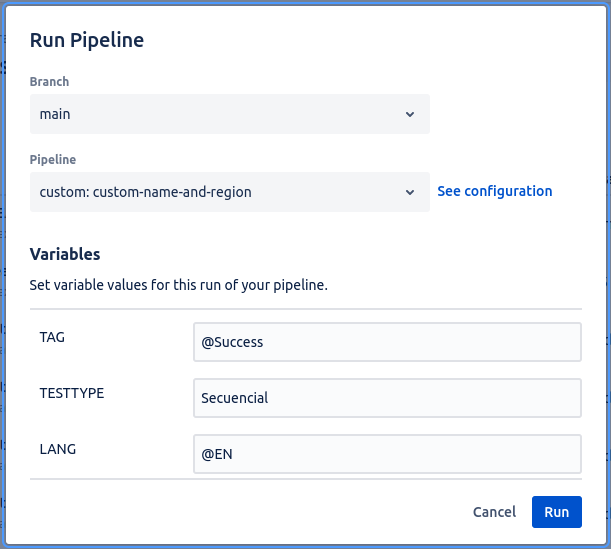 Run Pipeline
Branch
main
Pipeline
custom: custom-name-and-region
See configuration
Variables
Set variable values for this run of your pipeline.
TAG
@Success
TESTTYPE
Secuencial
LANG
@EN
Cancel
Run